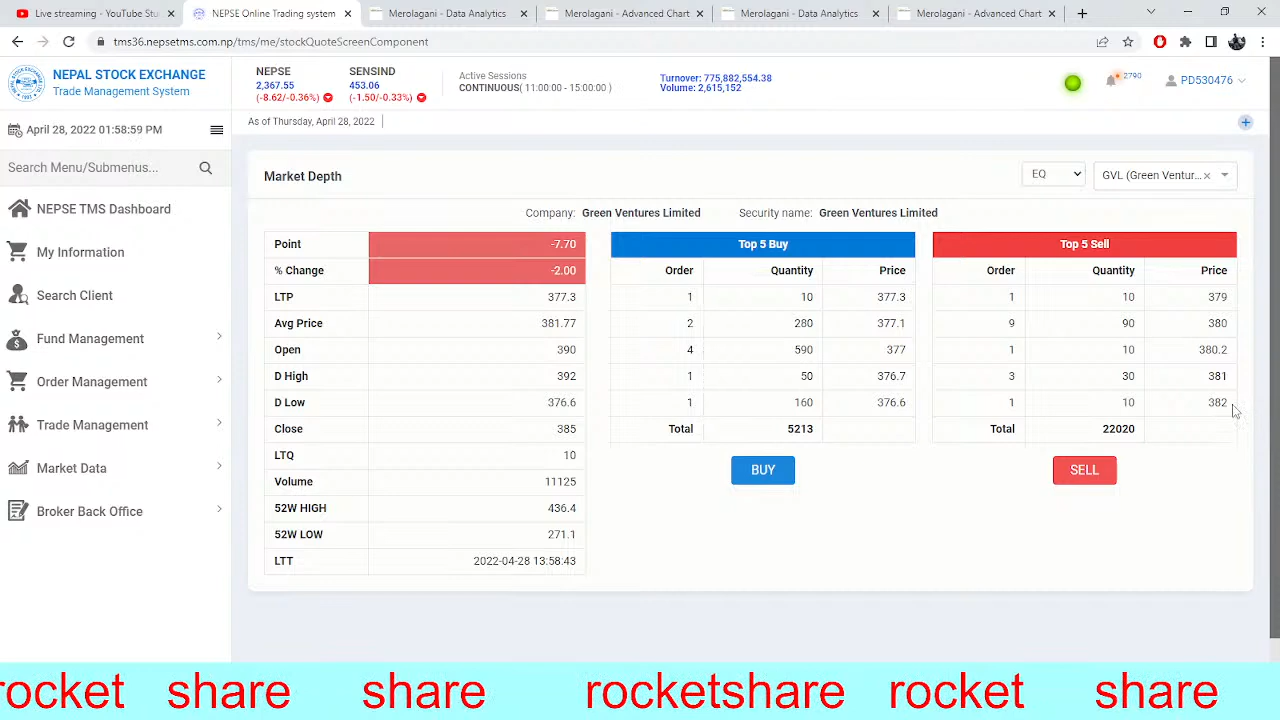 Live streaming - YouTube Stu
NEPSE Online Trading system
Merolagani - Data Analytics
Merolagani - Advanced Chart
Merolagani - Data Analytics
Merolagani - Advanced Chart
tms36.nepsetms.com.np/tms/me/stockQuoteScreenComponent
NEPAL STOCK EXCHANGE
Trade Management System
NEPSE
2,367.55
(-8.62/-0.36%)
SENSIND
453.06
(-1.50/-0.33%)
Active Sessions
CONTINUOUS( 11:00:00 - 15:00:00 )
Turnover: 775,882,554.38
Volume: 2,615,152
2790
PD530476
April 28, 2022 01:58:59 PM
As of Thursday, April 28, 2022
Search Menu/Submenus...
NEPSE TMS Dashboard
My Information
Search Client
Fund Management
Order Management
Trade Management
Market Data
Broker Back Office
Market Depth
EQ
GVL (Green Ventur...
Company: Green Ventures Limited
Security name: Green Ventures Limited
Point -7.70
% Change -2.00
LTP 377.3
Avg Price 381.77
Open 390
D High 392
D Low 376.6
Close 385
LTQ 10
Volume 11125
52W HIGH 436.4
52W LOW 271.1
LTT 2022-04-28 13:58:43
Top 5 Buy
Order Quantity Price
1 10 377.3
2 280 377.1
4 590 377
1 50 376.7
1 160 376.6
Total 5213
BUY
Top 5 Sell
Order Quantity Price
1 10 379
9 90 380
1 10 380.2
3 30 381
1 10 382
Total 22020
SELL
rocket share share rocketshare rocket share